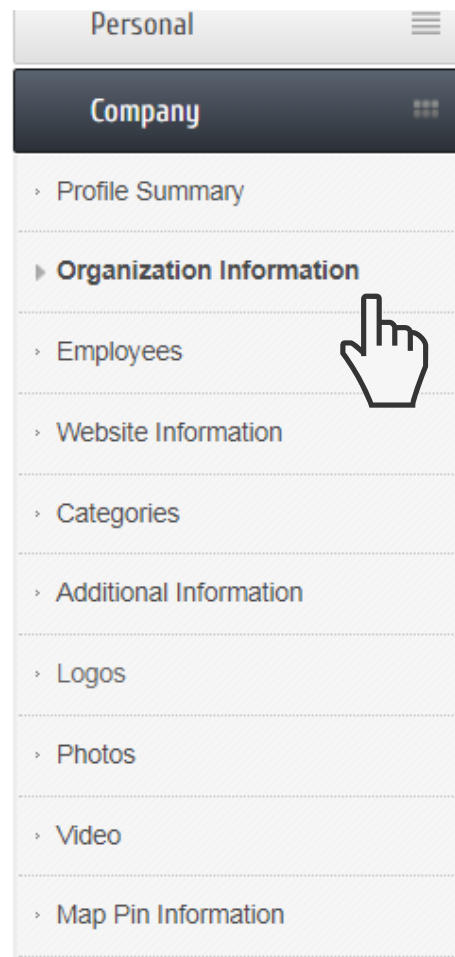 Personal
Company
Profile Summary
Organization Information
Employees
Website Information
Categories
Additional Information
Logos
Photos
Video
Map Pin Information